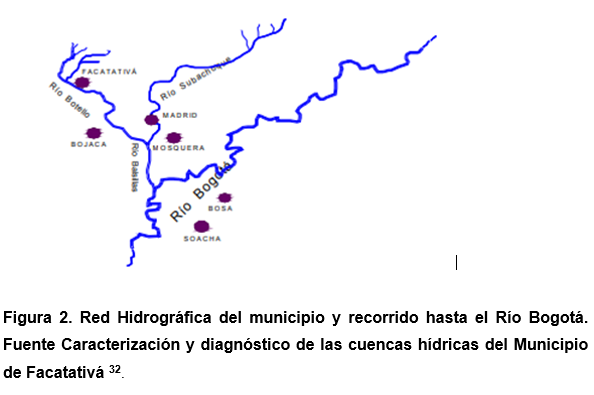 FACATATIVÁ
Río Subachoque
Río Botello
MADRID
BOJACA
MOSQUERA
Río Balsillas
Río Bogotá
BOSA
SOACHA
Figura 2. Red Hidrográfica del municipio y recorrido hasta el Río Bogotá.
Fuente Caracterización y diagnóstico de las cuencas hídricas del Municipio
de Facatativá ³².